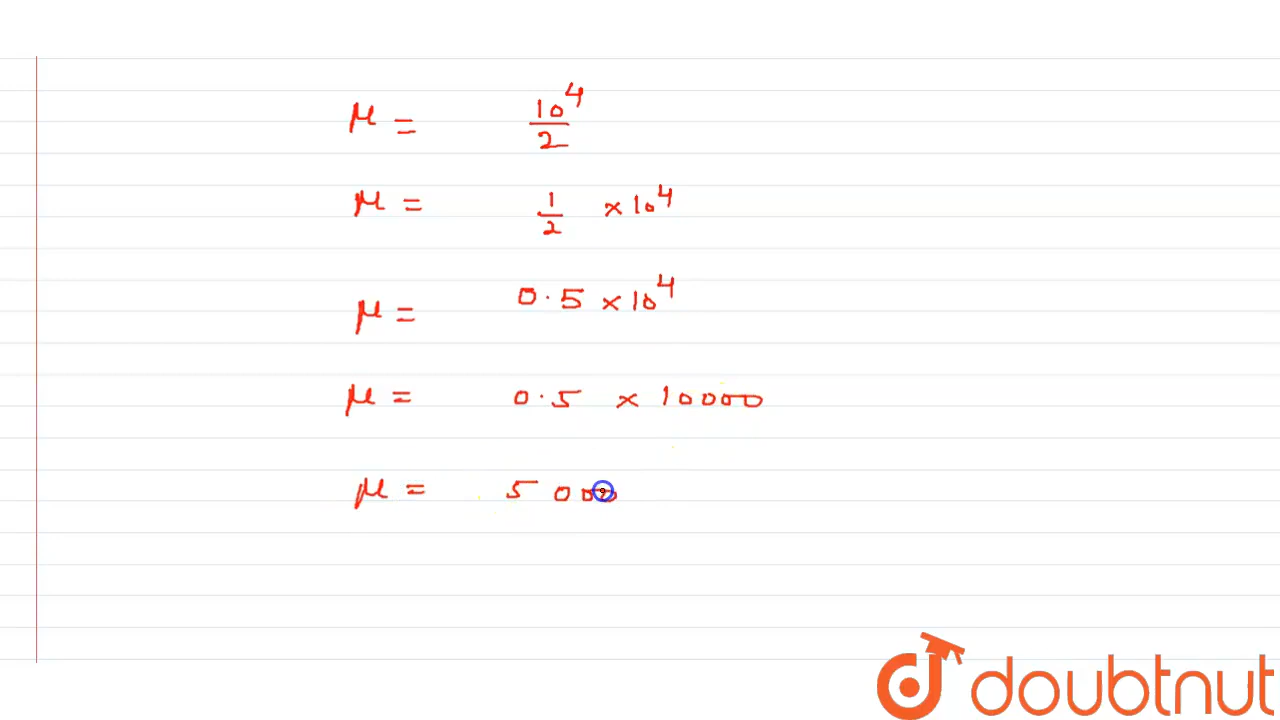 μ = 10⁴/2
μ = 1/2 × 10⁴
μ = 0.5 × 10⁴
μ = 0.5 × 10000
μ = 5000
doubtnut